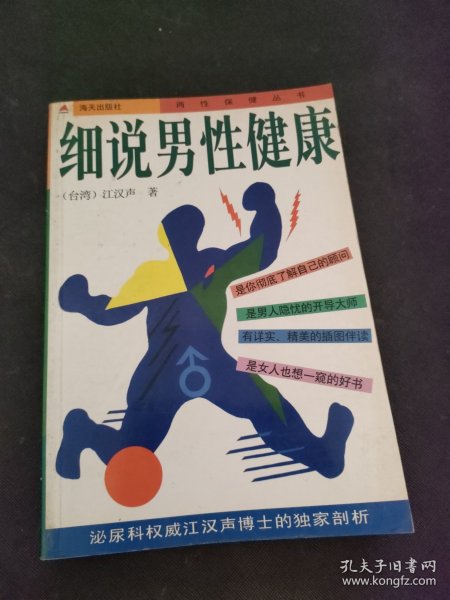 海天出版社
两性保健丛书
细说男性健康
（台湾）江汉声 著
是你彻底了解自己的顾问
是男人隐忧的开导大师
有详实、精美的插图伴读
是女人也想一窥的好书
泌尿科权威江汉声博士的独家剖析
孔夫子旧书网
www.kongfz.com